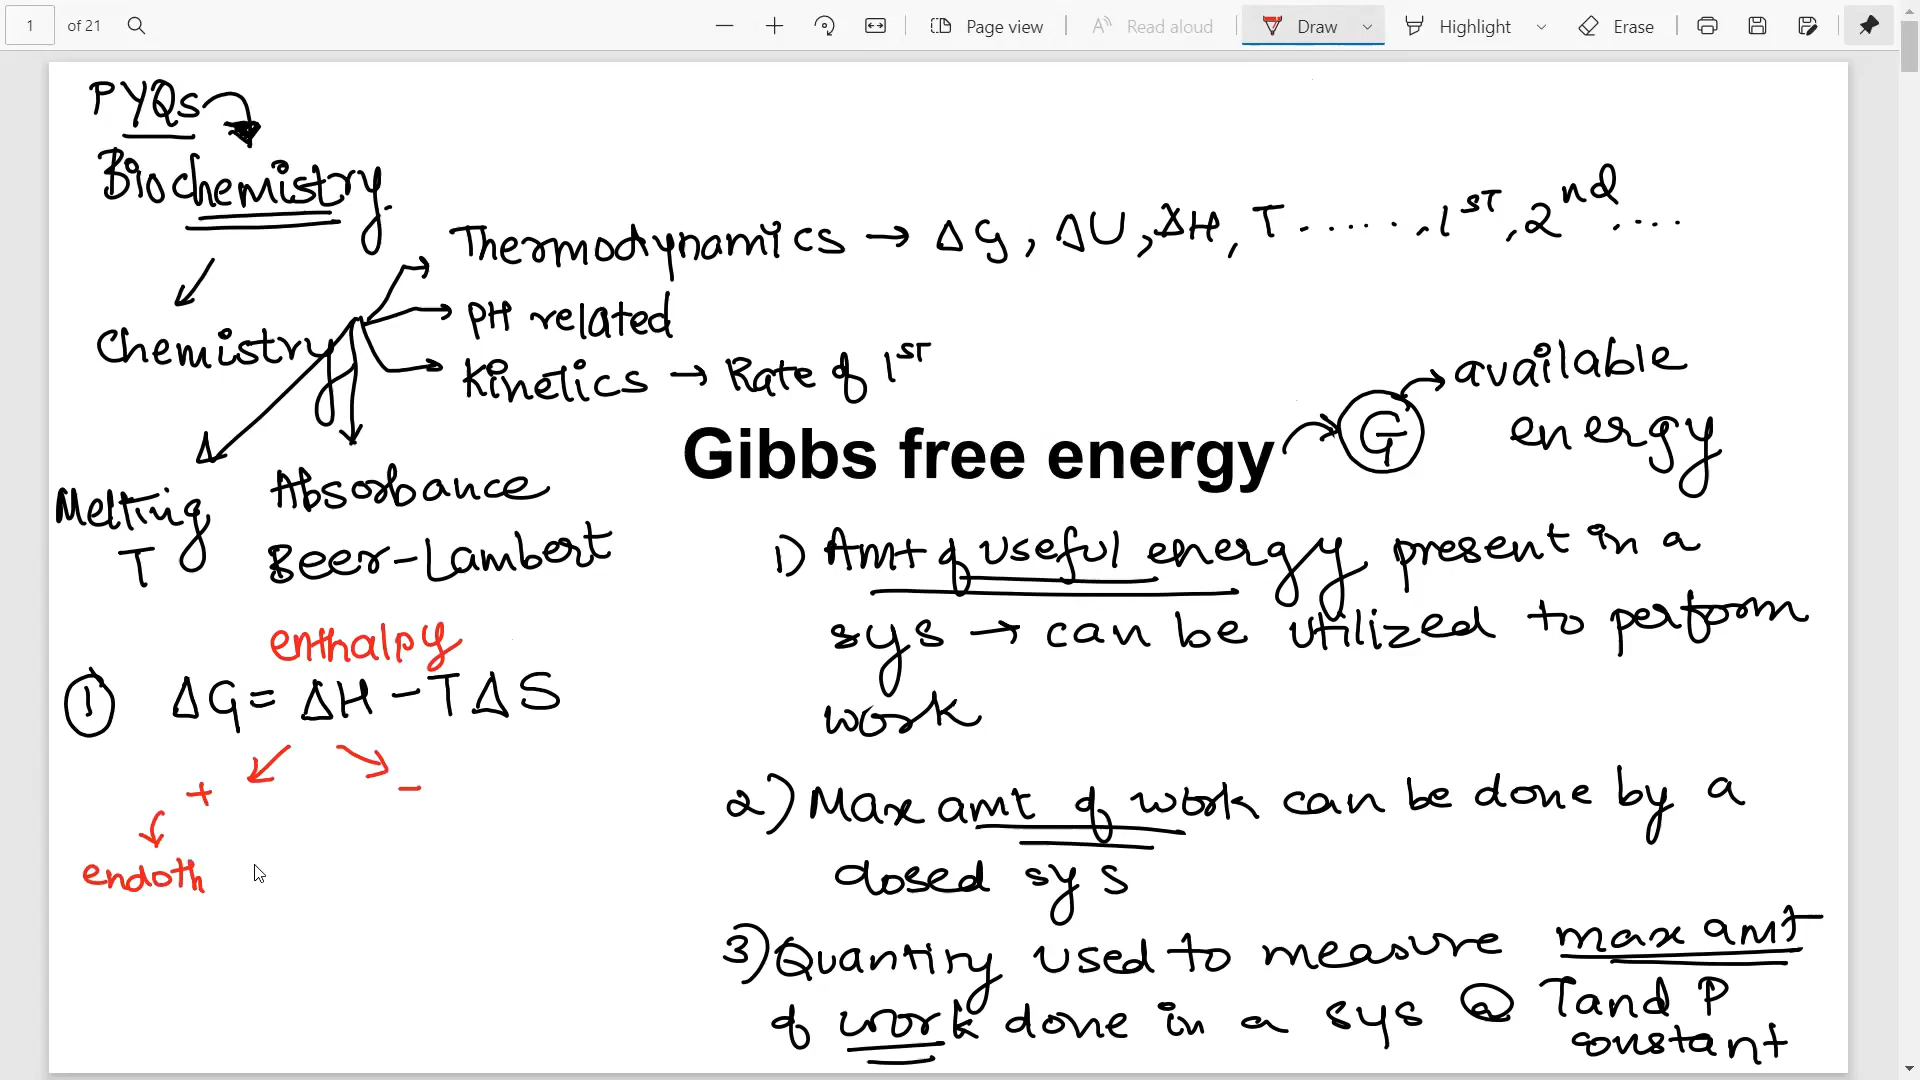 1 of 21 Page view Read aloud Draw Highlight Erase
PYQs
Biochemistry
Thermodynamics → ΔG, ΔU, ΔH, T ......, 1ST, 2nd, ....
Chemistry
PH related
Kinetics → Rate of 1ST
Melting
T
Absorbance
Beer-Lambert
Gibbs free energy → G → available
energy
1) Amt of useful energy present in a
sys → can be utilized to perform
work
enthalpy
① ΔG = ΔH - TΔS
+ -
endoth
2) Max amt of work can be done by a
closed sys
3) Quantity used to measure max amt
of work done in a sys @ T and P
constant